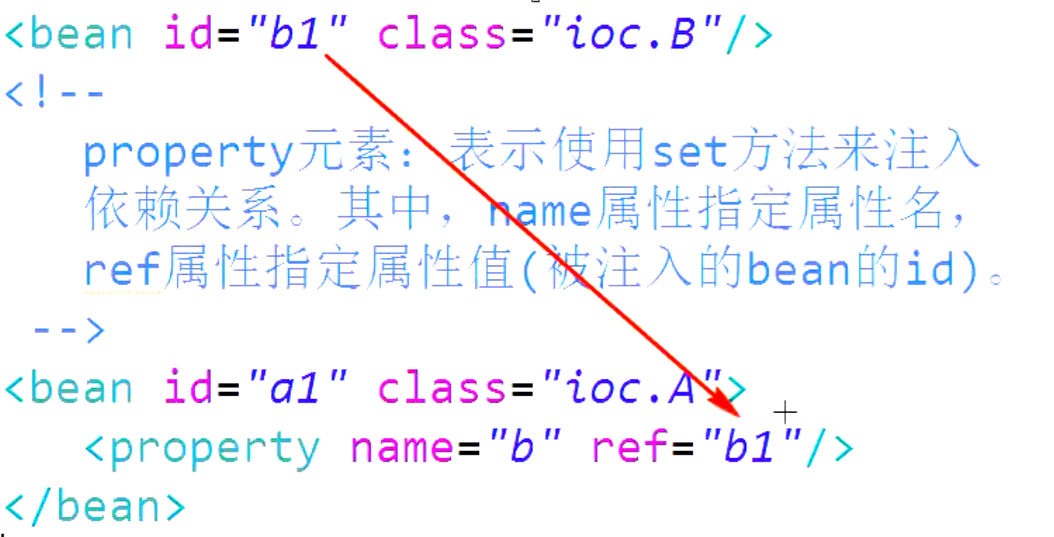 <bean id="b1" class="ioc.B"/>
<!--
property元素：表示使用set方法来注入
依赖关系。其中，name属性指定属性名，
ref属性指定属性值(被注入的bean的id)。
-->
<bean id="a1" class="ioc.A">
<property name="b" ref="b1"/>
</bean>